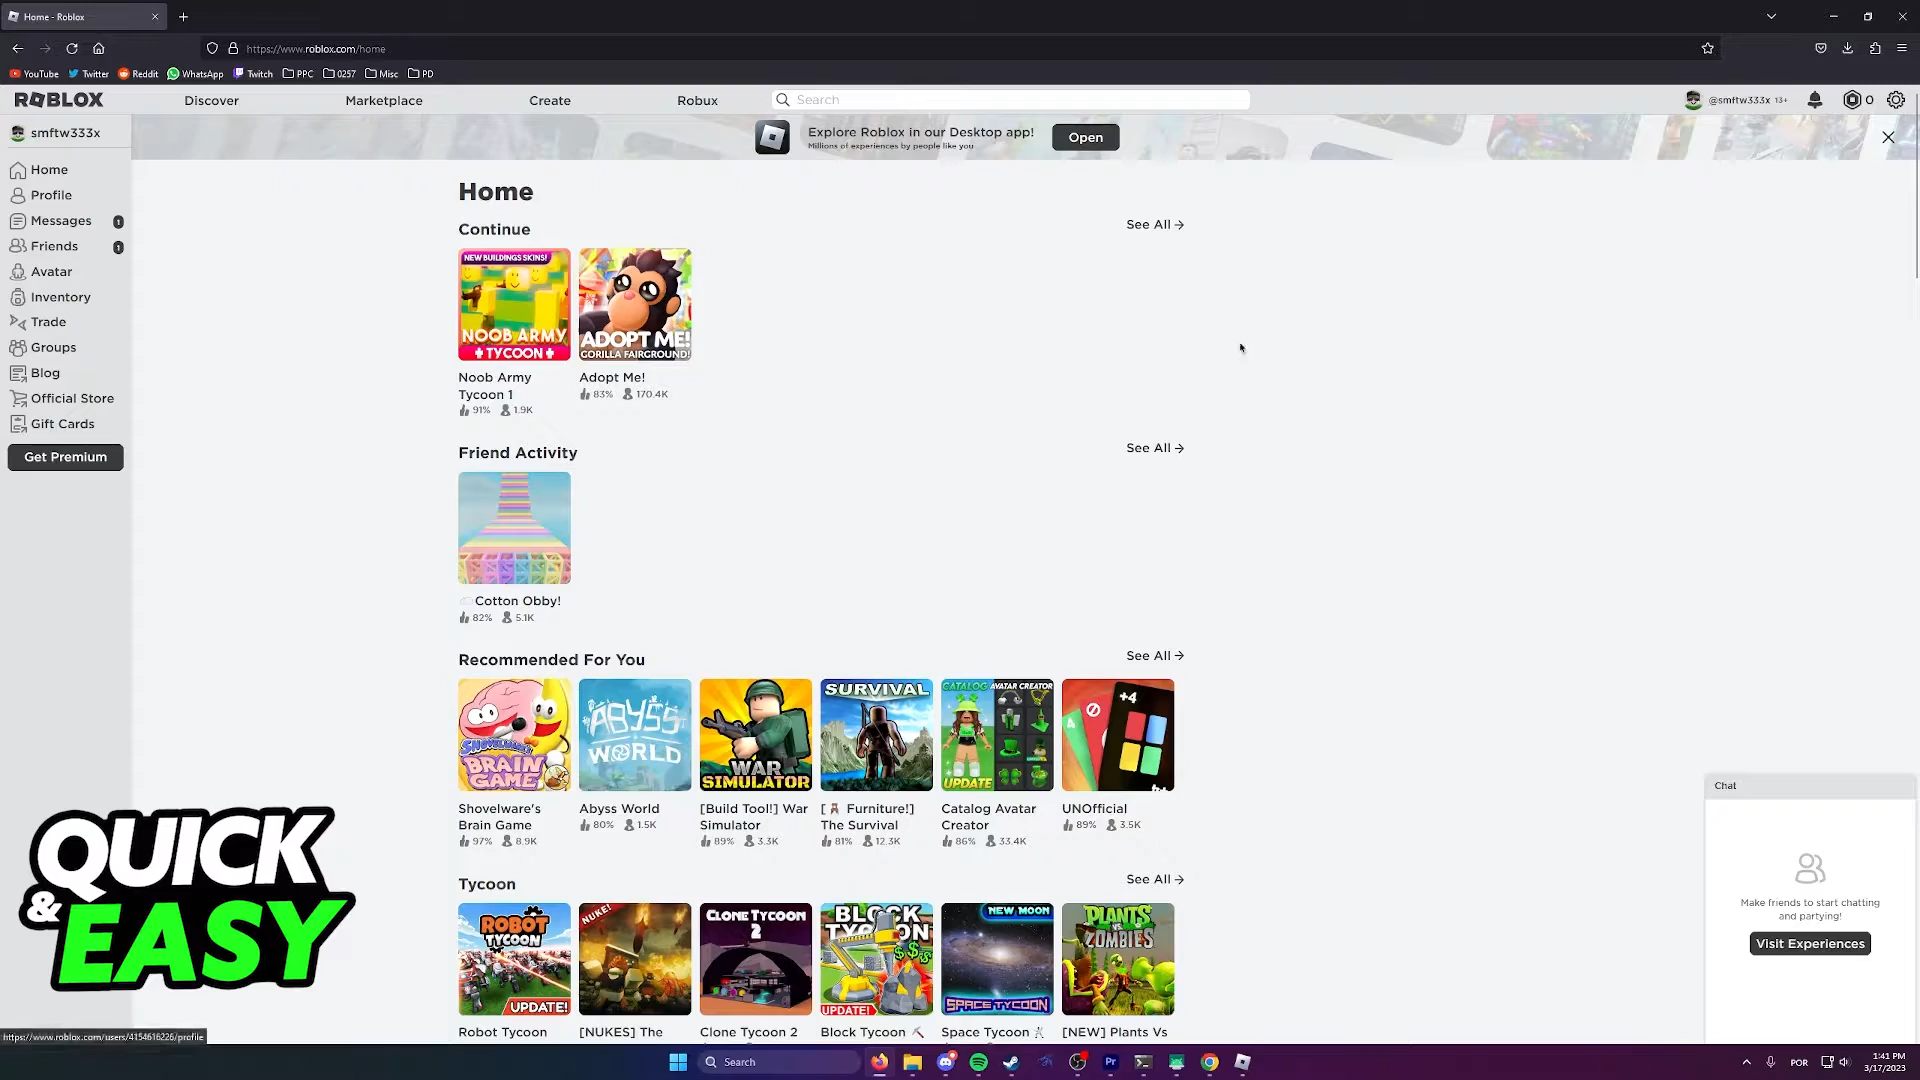 Home - Roblox
https://www.roblox.com/home
YouTube Twitter Reddit WhatsApp Twitch PPC 0257 Misc PD
ROBLOX Discover Marketplace Create Robux Search @smftw333x 13+ 0
smftw333x
Explore Roblox in our Desktop app!
Millions of experiences by people like you
Open
Home
Profile
Messages 1
Friends 1
Avatar
Inventory
Trade
Groups
Blog
Official Store
Gift Cards
Get Premium
Home
Continue See All →
NEW BUILDINGS SKINS!
NOOB ARMY
TYCOON
ADOPT ME!
GORILLA FAIRGROUND!
Noob Army
Tycoon 1
91% 1.9K
Adopt Me!
83% 170.4K
Friend Activity See All →
Cotton Obby!
82% 5.1K
Recommended For You See All →
SHOVELWARE'S
BRAIN
GAME
ABYSS
WORLD
WAR
SIMULATOR
SURVIVAL
CATALOG AVATAR CREATOR
UPDATE
+4
4
Shovelware's
Brain Game
97% 8.9K
Abyss World
80% 1.5K
[Build Tool!] War
Simulator
89% 3.3K
[ Furniture!]
The Survival
81% 12.3K
Catalog Avatar
Creator
86% 33.4K
UNOfficial
89% 3.5K
Tycoon See All →
ROBOT
TYCOON
UPDATE!
NUKE!
CLONE TYCOON
2
BLOCK
TYCOON
$$
UPDATE!
NEW MOON
SPACE TYCOON
PLANTS
VS
ZOMBIES
Robot Tycoon
[NUKES] The
Clone Tycoon 2
Block Tycoon
Space Tycoon
[NEW] Plants Vs
Chat
Make friends to start chatting
and partying!
Visit Experiences
QUICK
& EASY
https://www.roblox.com/users/4154616226/profile
Search
Pr
POR
1:41 PM
3/17/2023